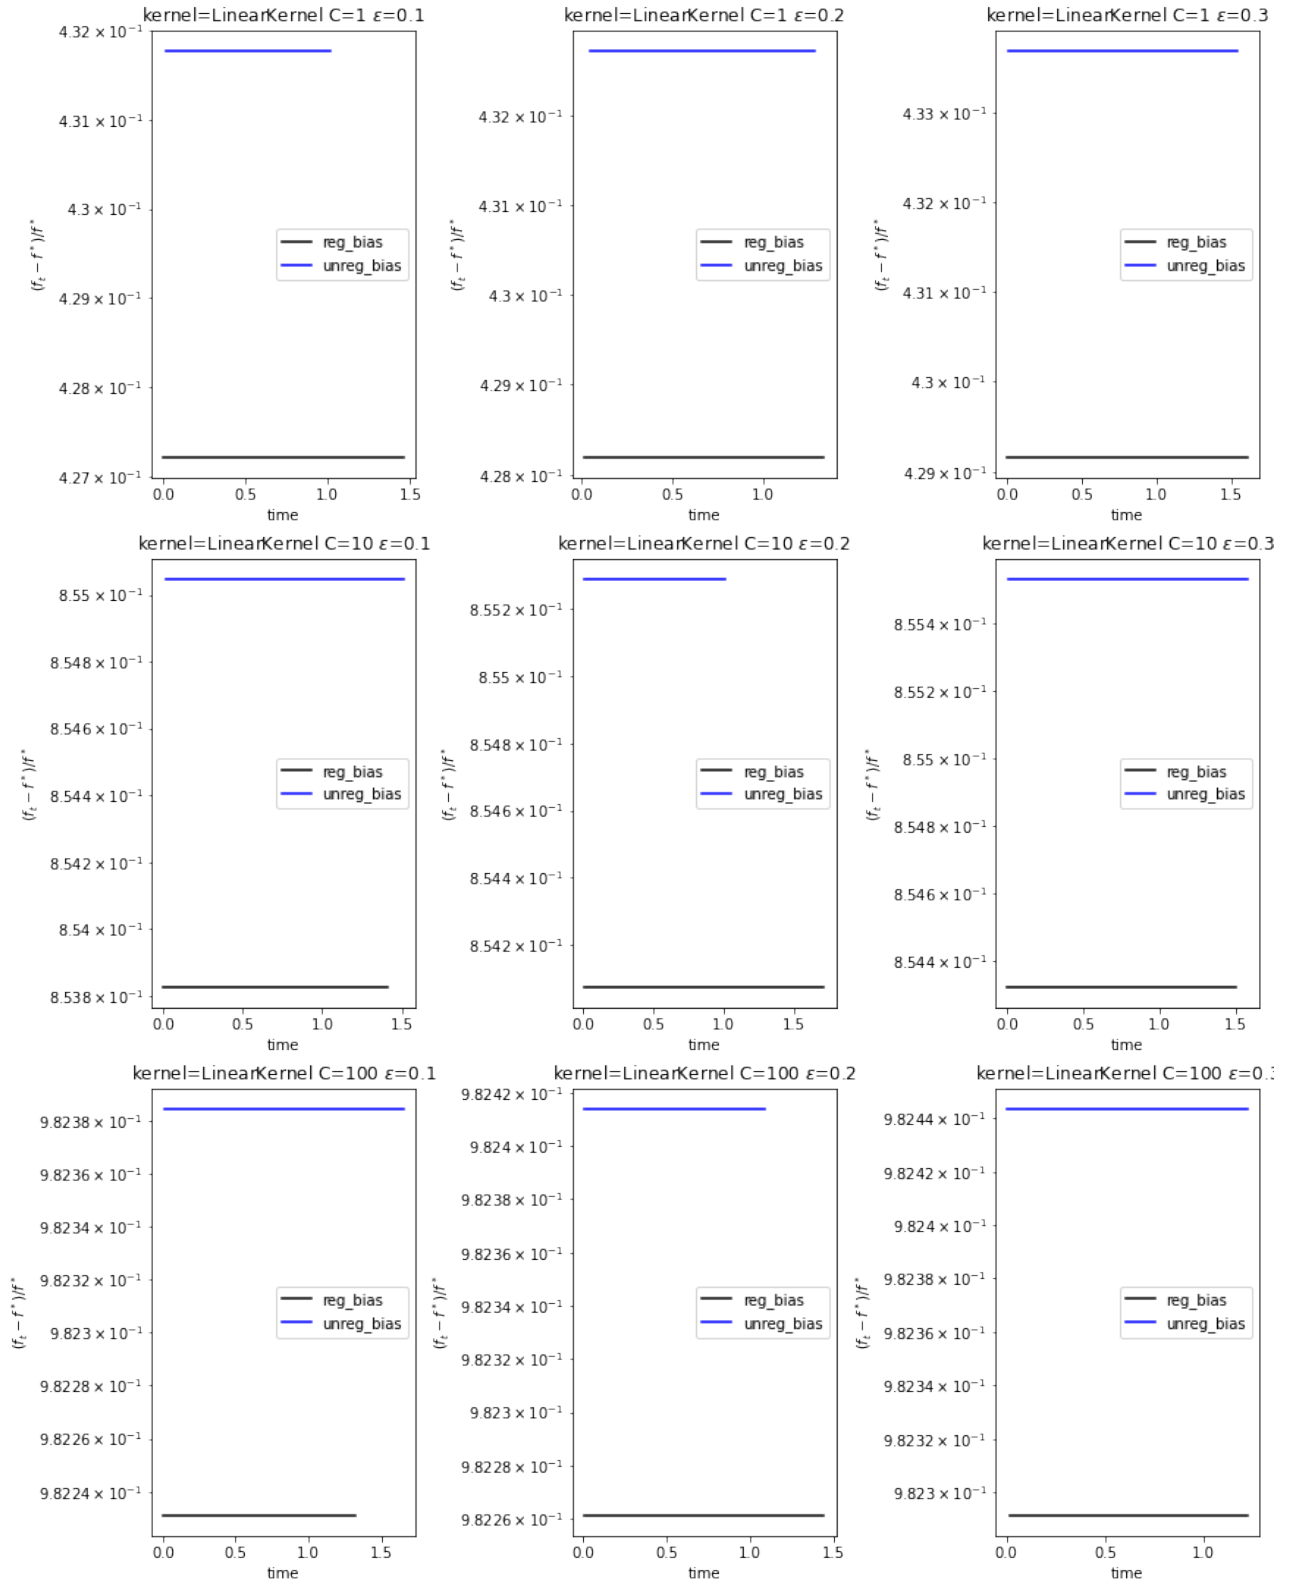 kernel=LinearKernel C=1 ε=0.1
4.32 × 10⁻¹
4.31 × 10⁻¹
4.3 × 10⁻¹
4.29 × 10⁻¹
4.28 × 10⁻¹
4.27 × 10⁻¹
(fₜ − f*)/f*
reg_bias
unreg_bias
0.0 0.5 1.0 1.5
time
kernel=LinearKernel C=1 ε=0.2
4.32 × 10⁻¹
4.31 × 10⁻¹
4.3 × 10⁻¹
4.29 × 10⁻¹
4.28 × 10⁻¹
(fₜ − f*)/f*
reg_bias
unreg_bias
0.0 0.5 1.0
time
kernel=LinearKernel C=1 ε=0.3
4.33 × 10⁻¹
4.32 × 10⁻¹
4.31 × 10⁻¹
4.3 × 10⁻¹
4.29 × 10⁻¹
(fₜ − f*)/f*
reg_bias
unreg_bias
0.0 0.5 1.0 1.5
time
kernel=LinearKernel C=10 ε=0.1
8.55 × 10⁻¹
8.548 × 10⁻¹
8.546 × 10⁻¹
8.544 × 10⁻¹
8.542 × 10⁻¹
8.54 × 10⁻¹
8.538 × 10⁻¹
(fₜ − f*)/f*
reg_bias
unreg_bias
0.0 0.5 1.0 1.5
time
kernel=LinearKernel C=10 ε=0.2
8.552 × 10⁻¹
8.55 × 10⁻¹
8.548 × 10⁻¹
8.546 × 10⁻¹
8.544 × 10⁻¹
8.542 × 10⁻¹
(fₜ − f*)/f*
reg_bias
unreg_bias
0.0 0.5 1.0 1.5
time
kernel=LinearKernel C=10 ε=0.3
8.554 × 10⁻¹
8.552 × 10⁻¹
8.55 × 10⁻¹
8.548 × 10⁻¹
8.546 × 10⁻¹
8.544 × 10⁻¹
(fₜ − f*)/f*
reg_bias
unreg_bias
0.0 0.5 1.0 1.5
time
kernel=LinearKernel C=100 ε=0.1
9.8238 × 10⁻¹
9.8236 × 10⁻¹
9.8234 × 10⁻¹
9.8232 × 10⁻¹
9.823 × 10⁻¹
9.8228 × 10⁻¹
9.8226 × 10⁻¹
9.8224 × 10⁻¹
(fₜ − f*)/f*
reg_bias
unreg_bias
0.0 0.5 1.0 1.5
time
kernel=LinearKernel C=100 ε=0.2
9.8242 × 10⁻¹
9.824 × 10⁻¹
9.8238 × 10⁻¹
9.8236 × 10⁻¹
9.8234 × 10⁻¹
9.8232 × 10⁻¹
9.823 × 10⁻¹
9.8228 × 10⁻¹
9.8226 × 10⁻¹
(fₜ − f*)/f*
reg_bias
unreg_bias
0.0 0.5 1.0 1.5
time
kernel=LinearKernel C=100 ε=0.3
9.8244 × 10⁻¹
9.8242 × 10⁻¹
9.824 × 10⁻¹
9.8238 × 10⁻¹
9.8236 × 10⁻¹
9.8234 × 10⁻¹
9.8232 × 10⁻¹
9.823 × 10⁻¹
(fₜ − f*)/f*
reg_bias
unreg_bias
0.0 0.5 1.0
time